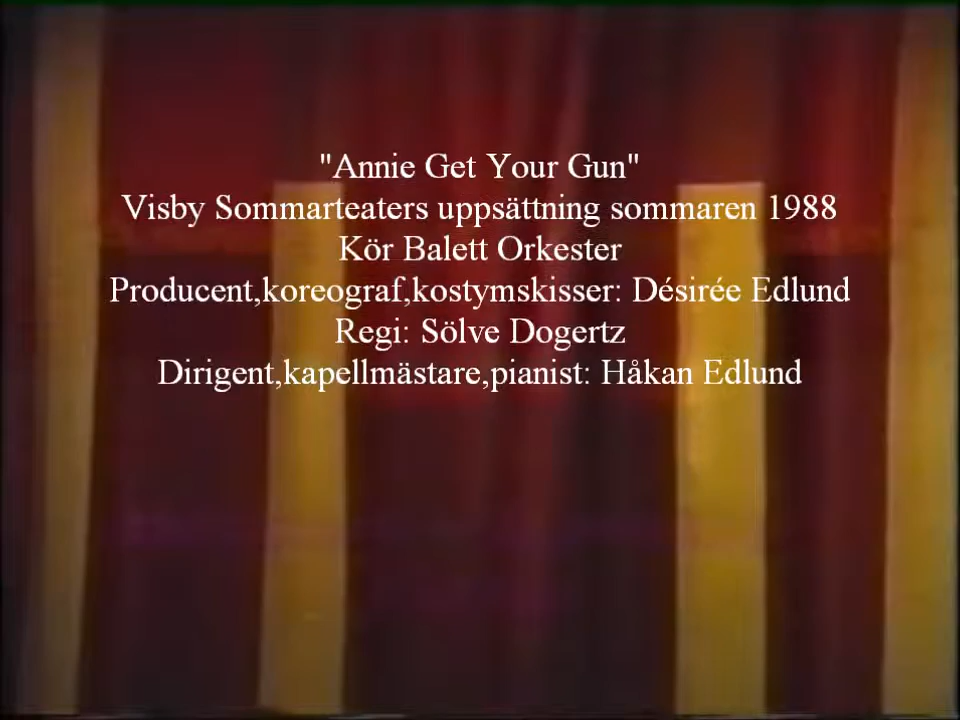 "Annie Get Your Gun"
Visby Sommarteaters uppsättning sommaren 1988
Kör Balett Orkester
Producent,koreograf,kostymskisser: Désirée Edlund
Regi: Sölve Dogertz
Dirigent,kapellmästare,pianist: Håkan Edlund